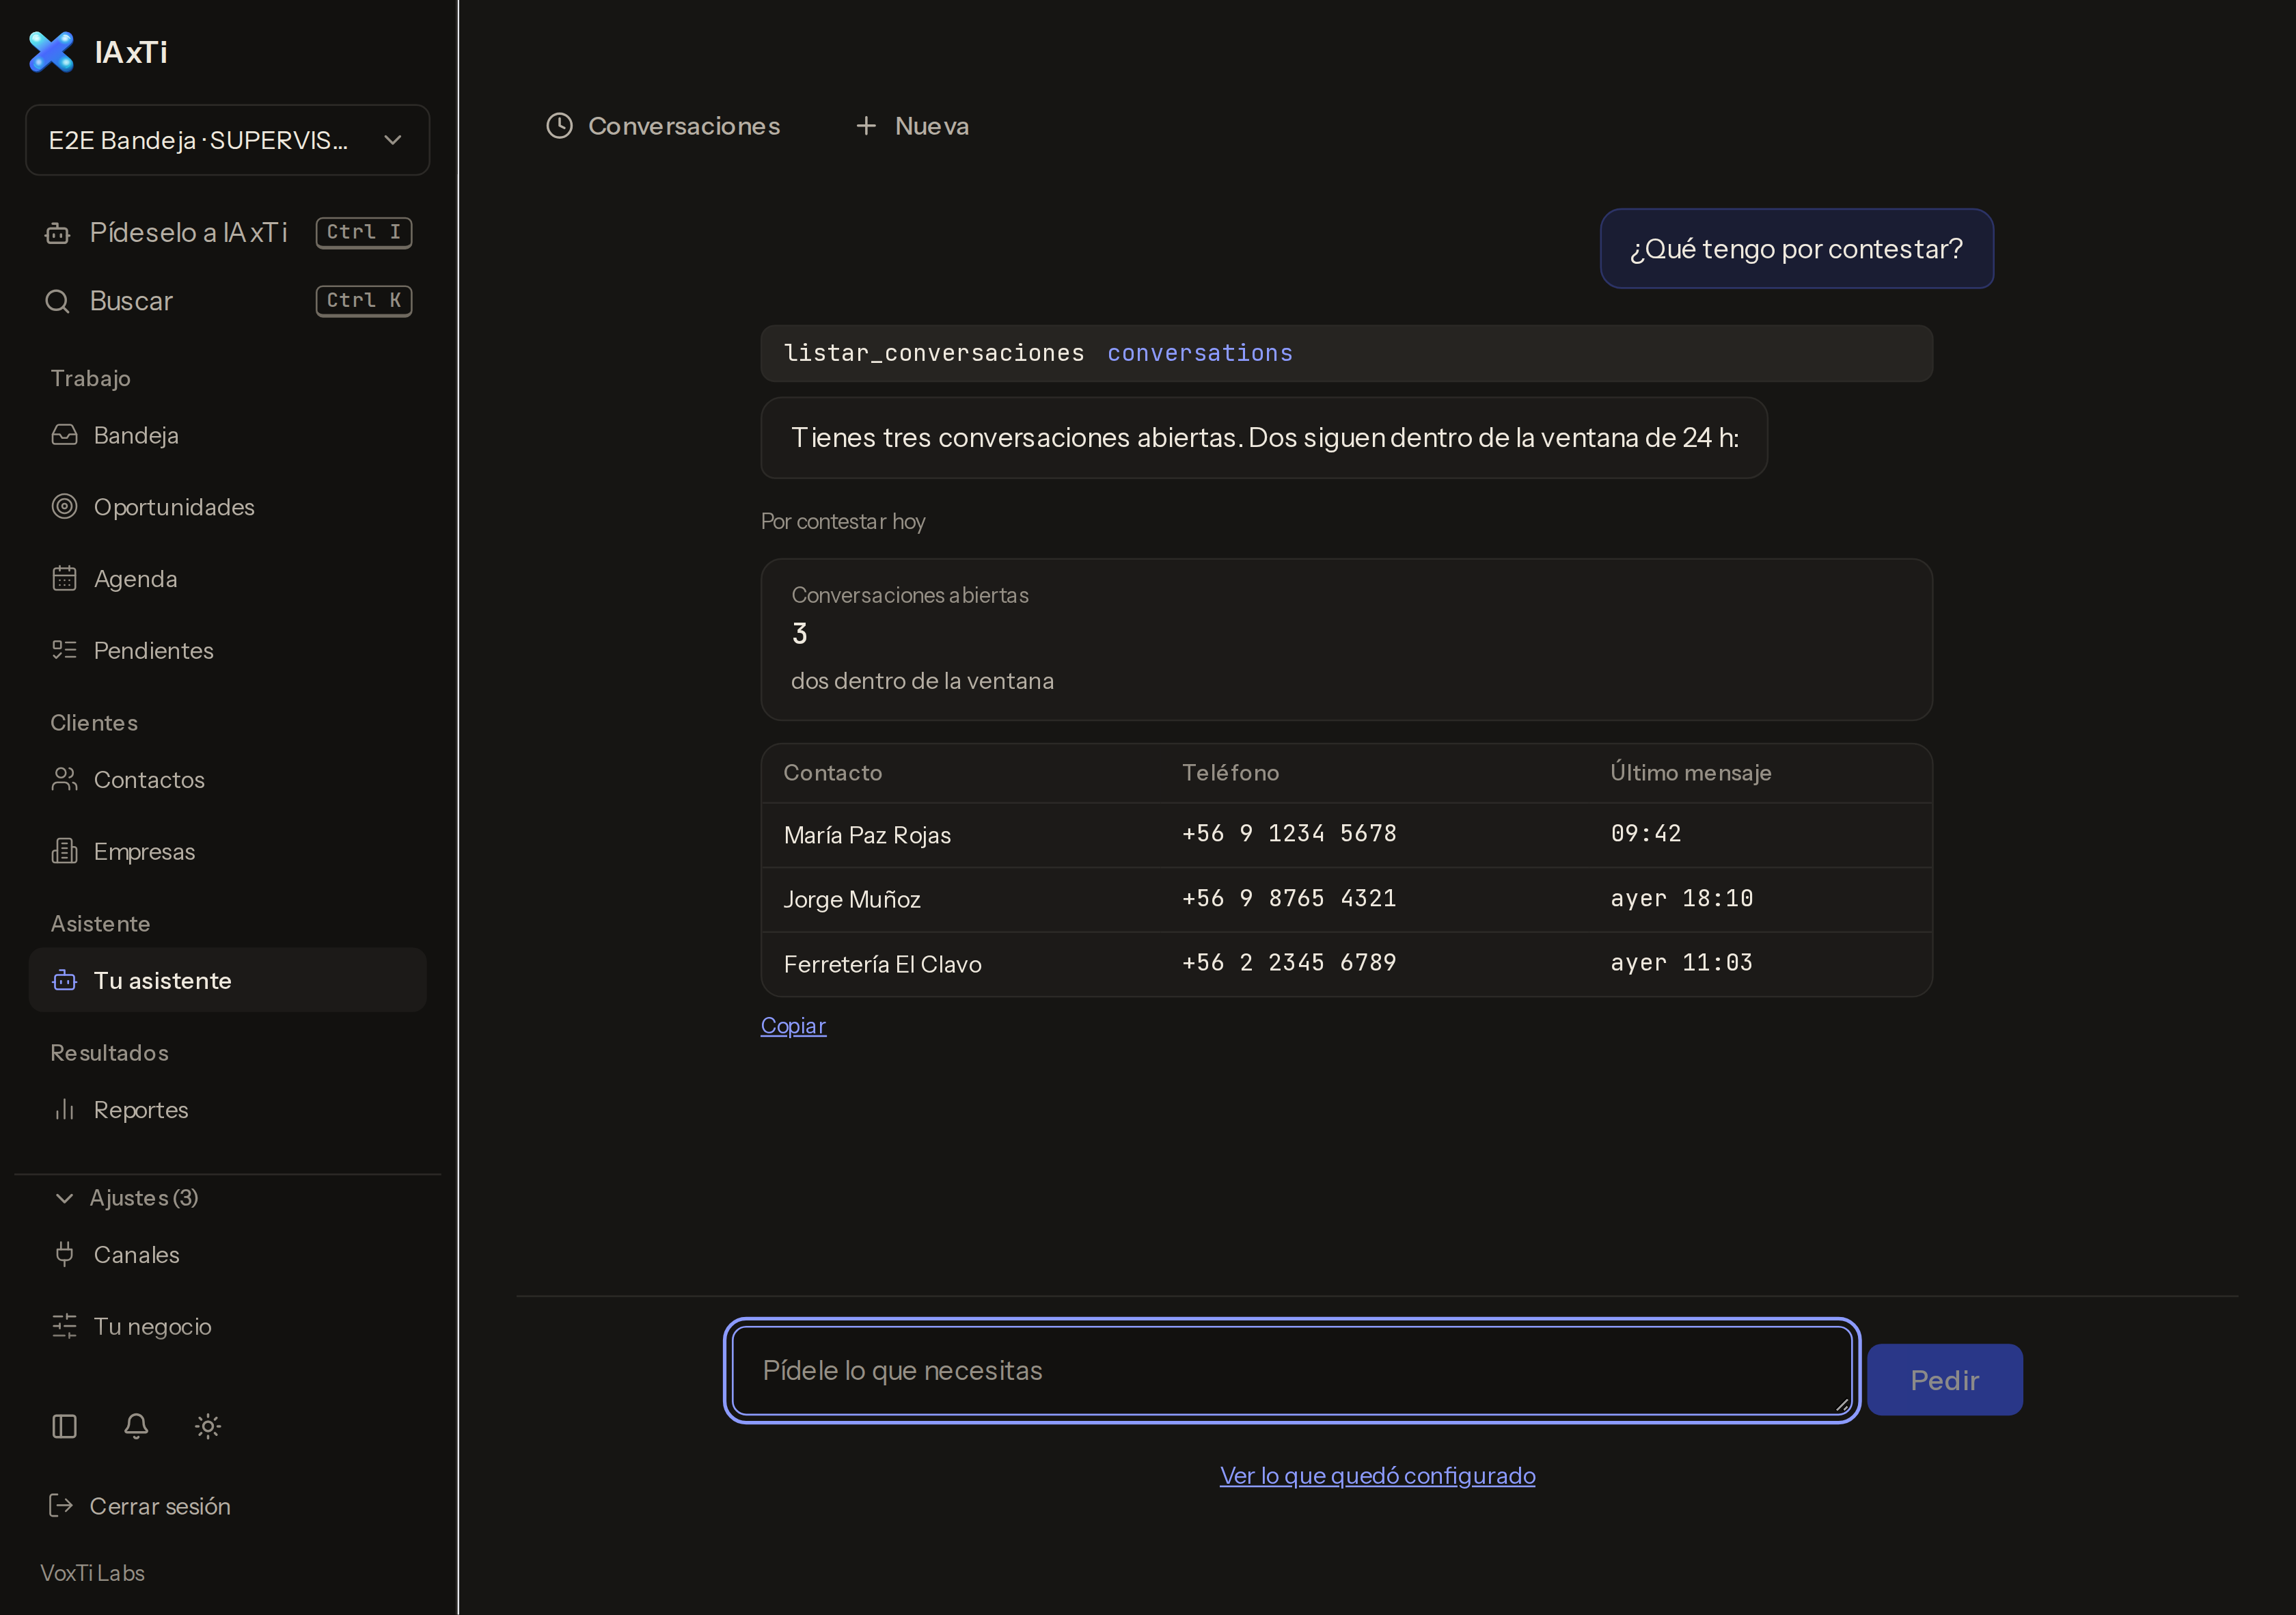 IAxTi
E2E Bandeja · SUPERVIS...
Pídeselo a IAxTi Ctrl I
Buscar Ctrl K
Trabajo
Bandeja
Oportunidades
Agenda
Pendientes
Clientes
Contactos
Empresas
Asistente
Tu asistente
Resultados
Reportes
Ajustes (3)
Canales
Tu negocio
Cerrar sesión
VoxTi Labs
Conversaciones Nueva
¿Qué tengo por contestar?
listar_conversaciones conversations
Tienes tres conversaciones abiertas. Dos siguen dentro de la ventana de 24 h:
Por contestar hoy
Conversaciones abiertas
3
dos dentro de la ventana
Contacto Teléfono Último mensaje
María Paz Rojas +56 9 1234 5678 09:42
Jorge Muñoz +56 9 8765 4321 ayer 18:10
Ferretería El Clavo +56 2 2345 6789 ayer 11:03
Copiar
Pídele lo que necesitas
Pedir
Ver lo que quedó configurado